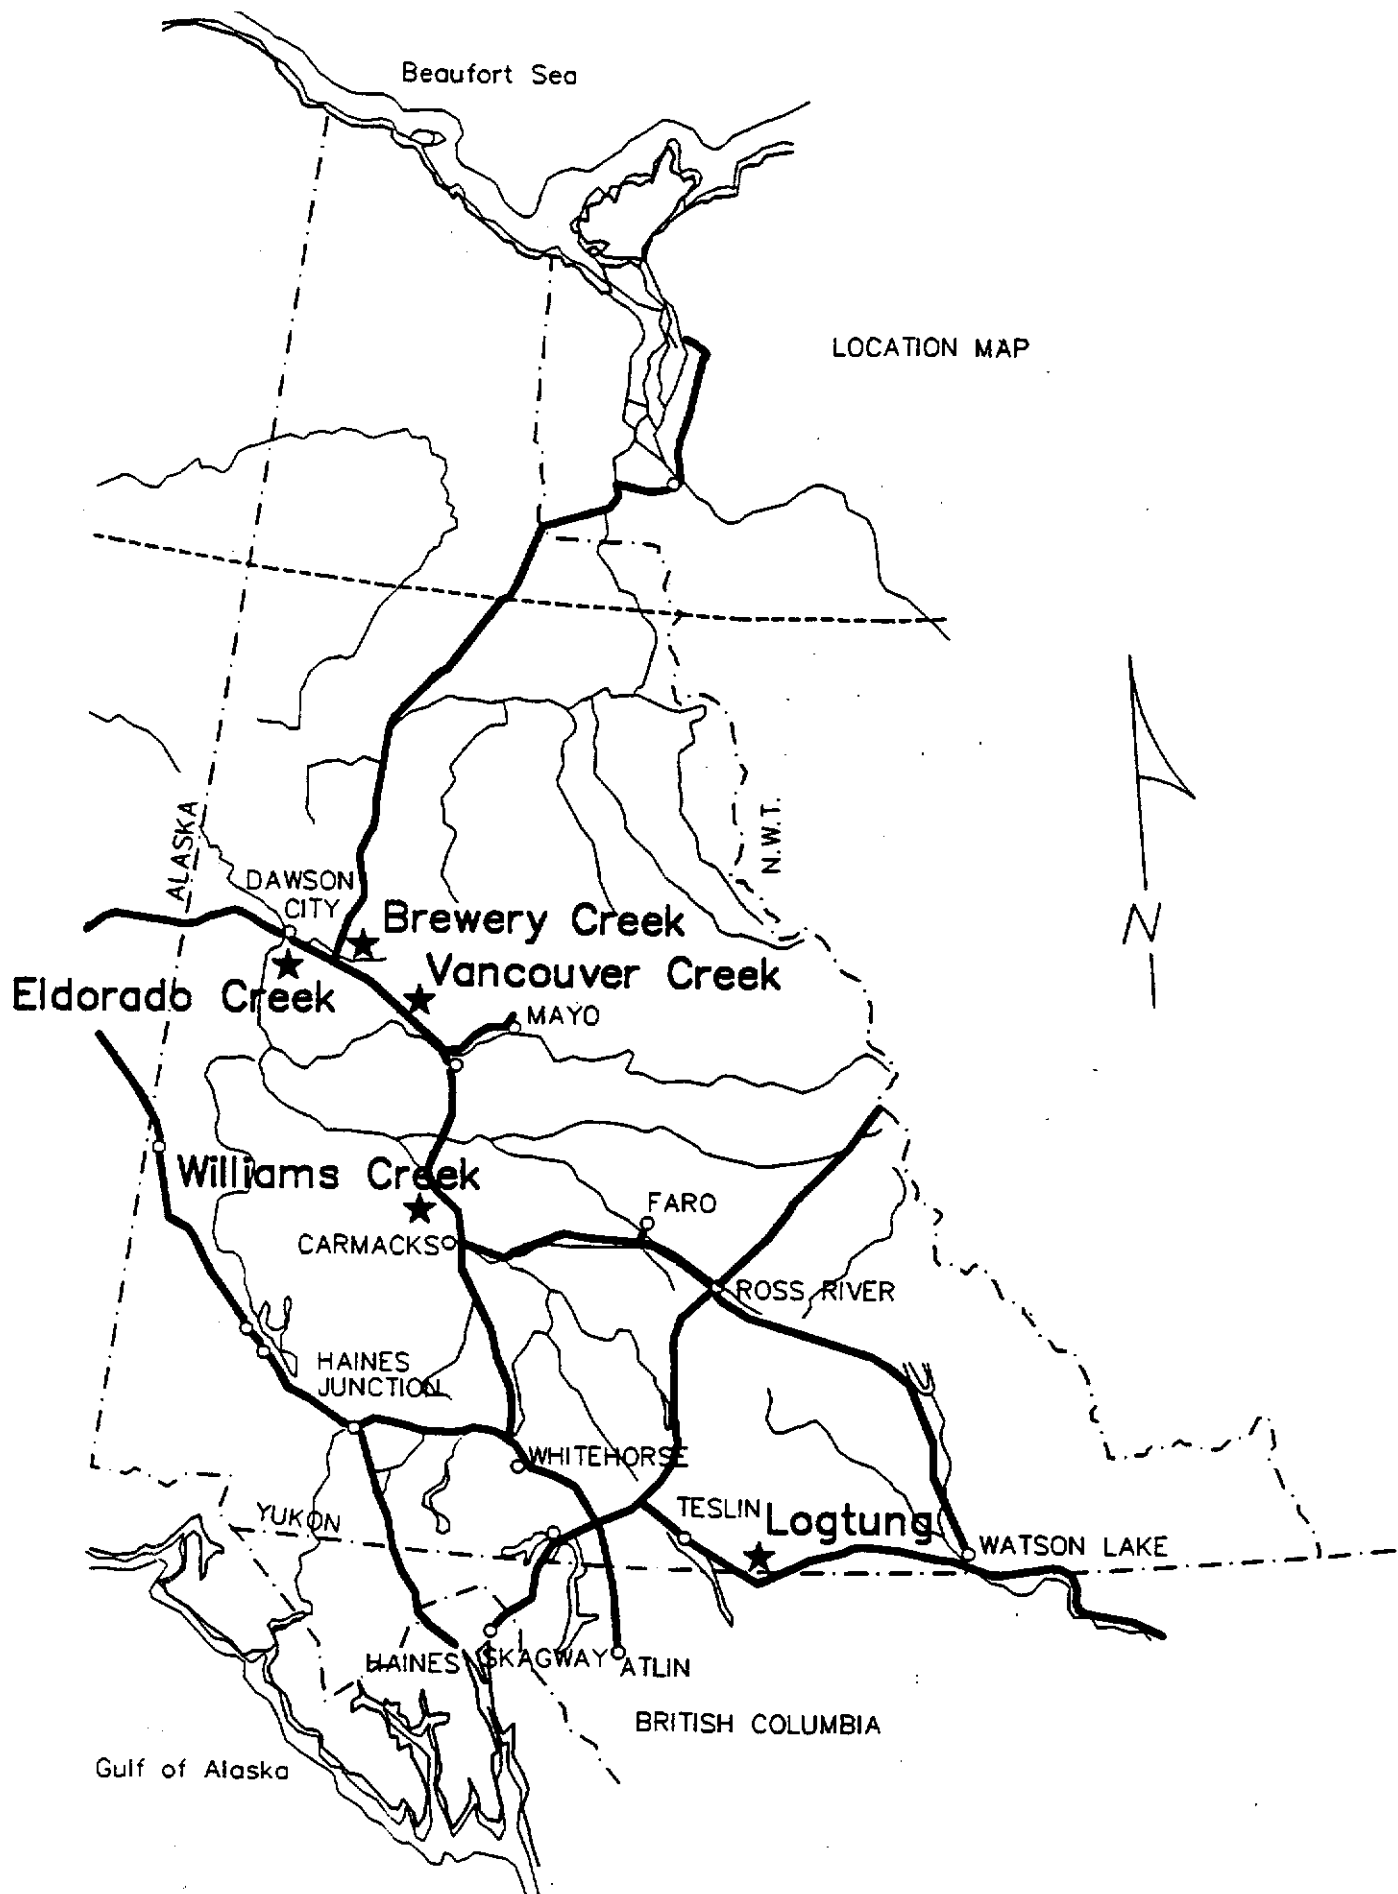 Beaufort Sea
LOCATION MAP
ALASKA
N.W.T.
DAWSON
CITY
Brewery Creek
Vancouver Creek
Eldorado Creek
MAYO
N
Williams Creek
FARO
CARMACKS
ROSS RIVER
HAINES
JUNCTION
WHITEHORSE
TESLIN
Logtung
YUKON
WATSON LAKE
HAINES
SKAGWAY
ATLIN
BRITISH COLUMBIA
Gulf of Alaska